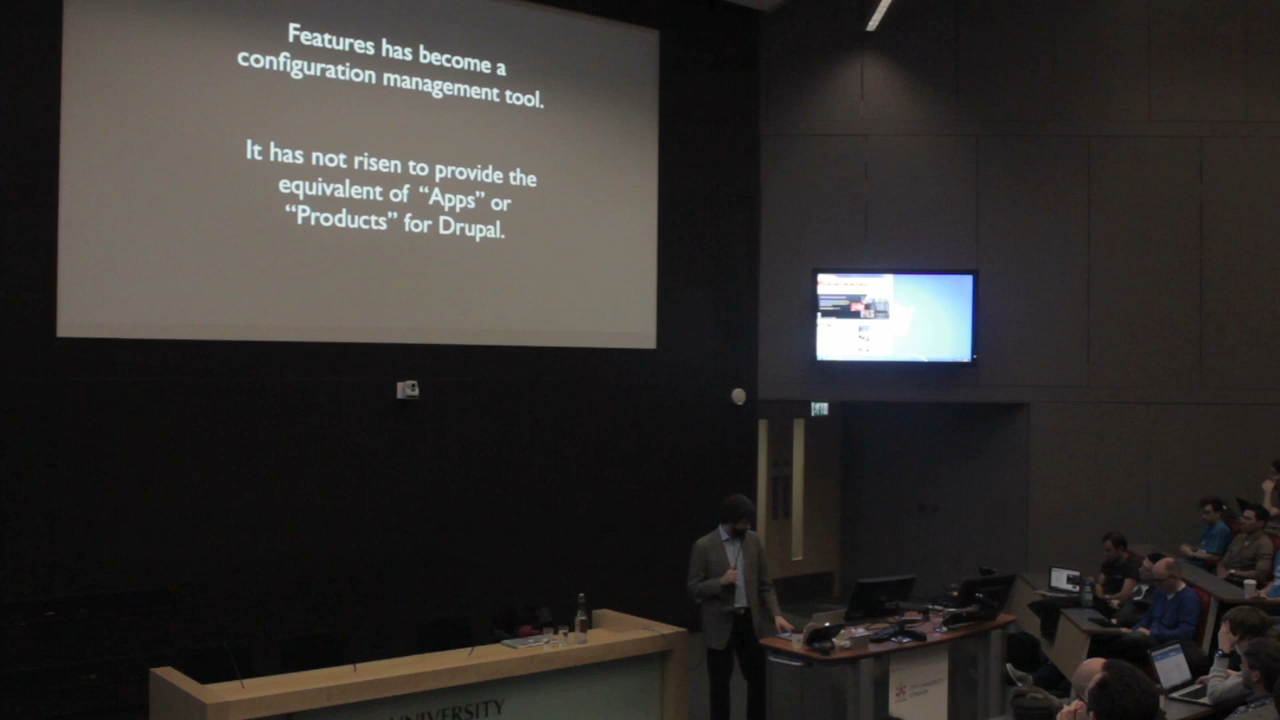 Features has become a
configuration management tool.
It has not risen to provide the
equivalent of “Apps” or
“Products” for Drupal.
UNIVERSITY